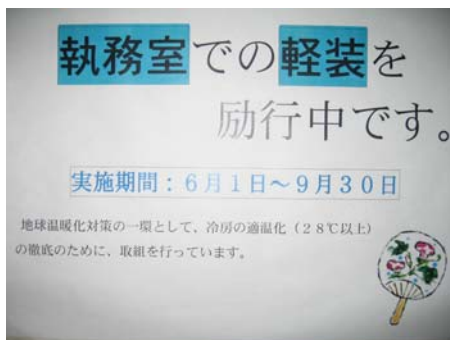 執務室での軽装を
励行中です。
実施期間：６月１日～９月３０日
地球温暖化対策の一環として、冷房の適温化（２８℃以上）
の徹底のために、取組を行っています。